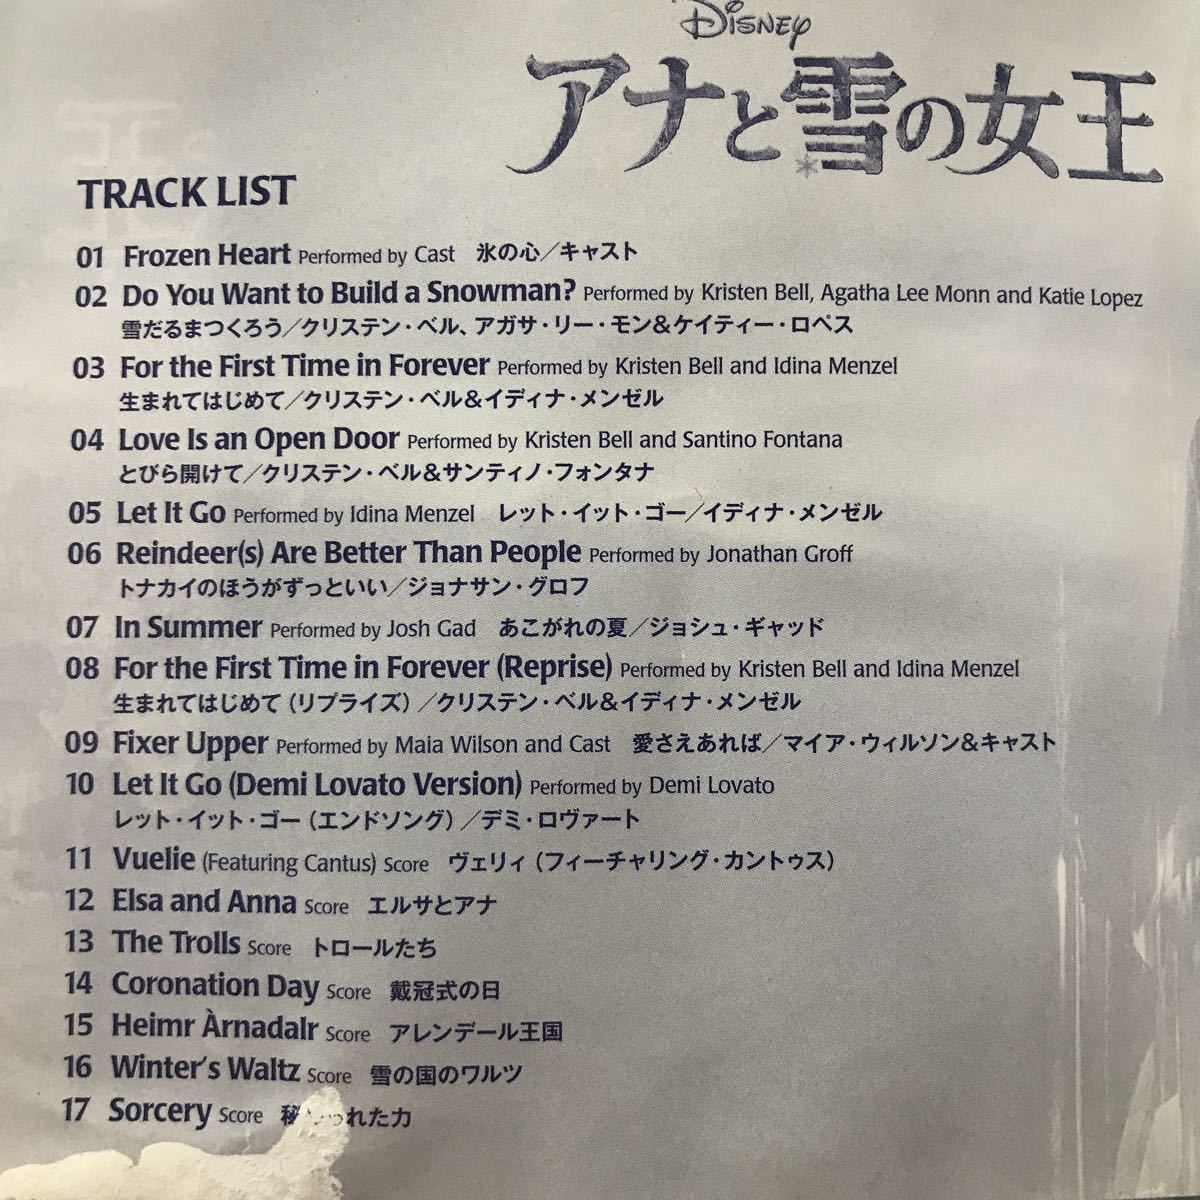 Disney
アナと雪の女王
TRACK LIST
01 Frozen Heart Performed by Cast 氷の心／キャスト
02 Do You Want to Build a Snowman? Performed by Kristen Bell, Agatha Lee Monn and Katie Lopez
雪だるまつくろう／クリステン・ベル、アガサ・リー・モン＆ケイティー・ロペス
03 For the First Time in Forever Performed by Kristen Bell and Idina Menzel
生まれてはじめて／クリステン・ベル＆イディナ・メンゼル
04 Love Is an Open Door Performed by Kristen Bell and Santino Fontana
とびら開けて／クリステン・ベル＆サンティノ・フォンタナ
05 Let It Go Performed by Idina Menzel レット・イット・ゴー／イディナ・メンゼル
06 Reindeer(s) Are Better Than People Performed by Jonathan Groff
トナカイのほうがずっといい／ジョナサン・グロフ
07 In Summer Performed by Josh Gad あこがれの夏／ジョシュ・ギャッド
08 For the First Time in Forever (Reprise) Performed by Kristen Bell and Idina Menzel
生まれてはじめて（リプライズ）／クリステン・ベル＆イディナ・メンゼル
09 Fixer Upper Performed by Maia Wilson and Cast 愛さえあれば／マイア・ウィルソン＆キャスト
10 Let It Go (Demi Lovato Version) Performed by Demi Lovato
レット・イット・ゴー（エンドソング）／デミ・ロヴァート
11 Vuelie (Featuring Cantus) Score ヴェリィ（フィーチャリング・カントゥス）
12 Elsa and Anna Score エルサとアナ
13 The Trolls Score トロールたち
14 Coronation Day Score 戴冠式の日
15 Heimr Àrnadalr Score アレンデール王国
16 Winter's Waltz Score 雪の国のワルツ
17 Sorcery Score れた力